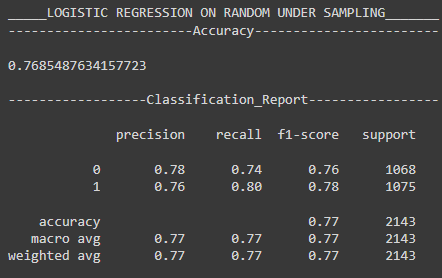 _____LOGISTIC REGRESSION ON RANDOM UNDER SAMPLING_______
------------------------Accuracy------------------------
0.7685487634157723
------------------Classification_Report-----------------
precision recall f1-score support
0 0.78 0.74 0.76 1068
1 0.76 0.80 0.78 1075
accuracy 0.77 2143
macro avg 0.77 0.77 0.77 2143
weighted avg 0.77 0.77 0.77 2143